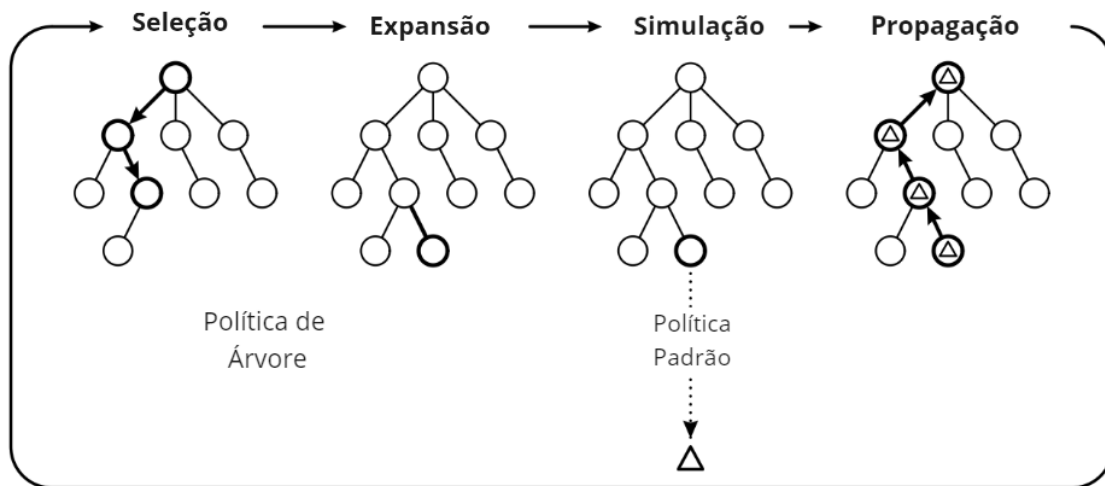 Seleção
Expansão
Simulação
Propagação
Política de
Árvore
Política
Padrão